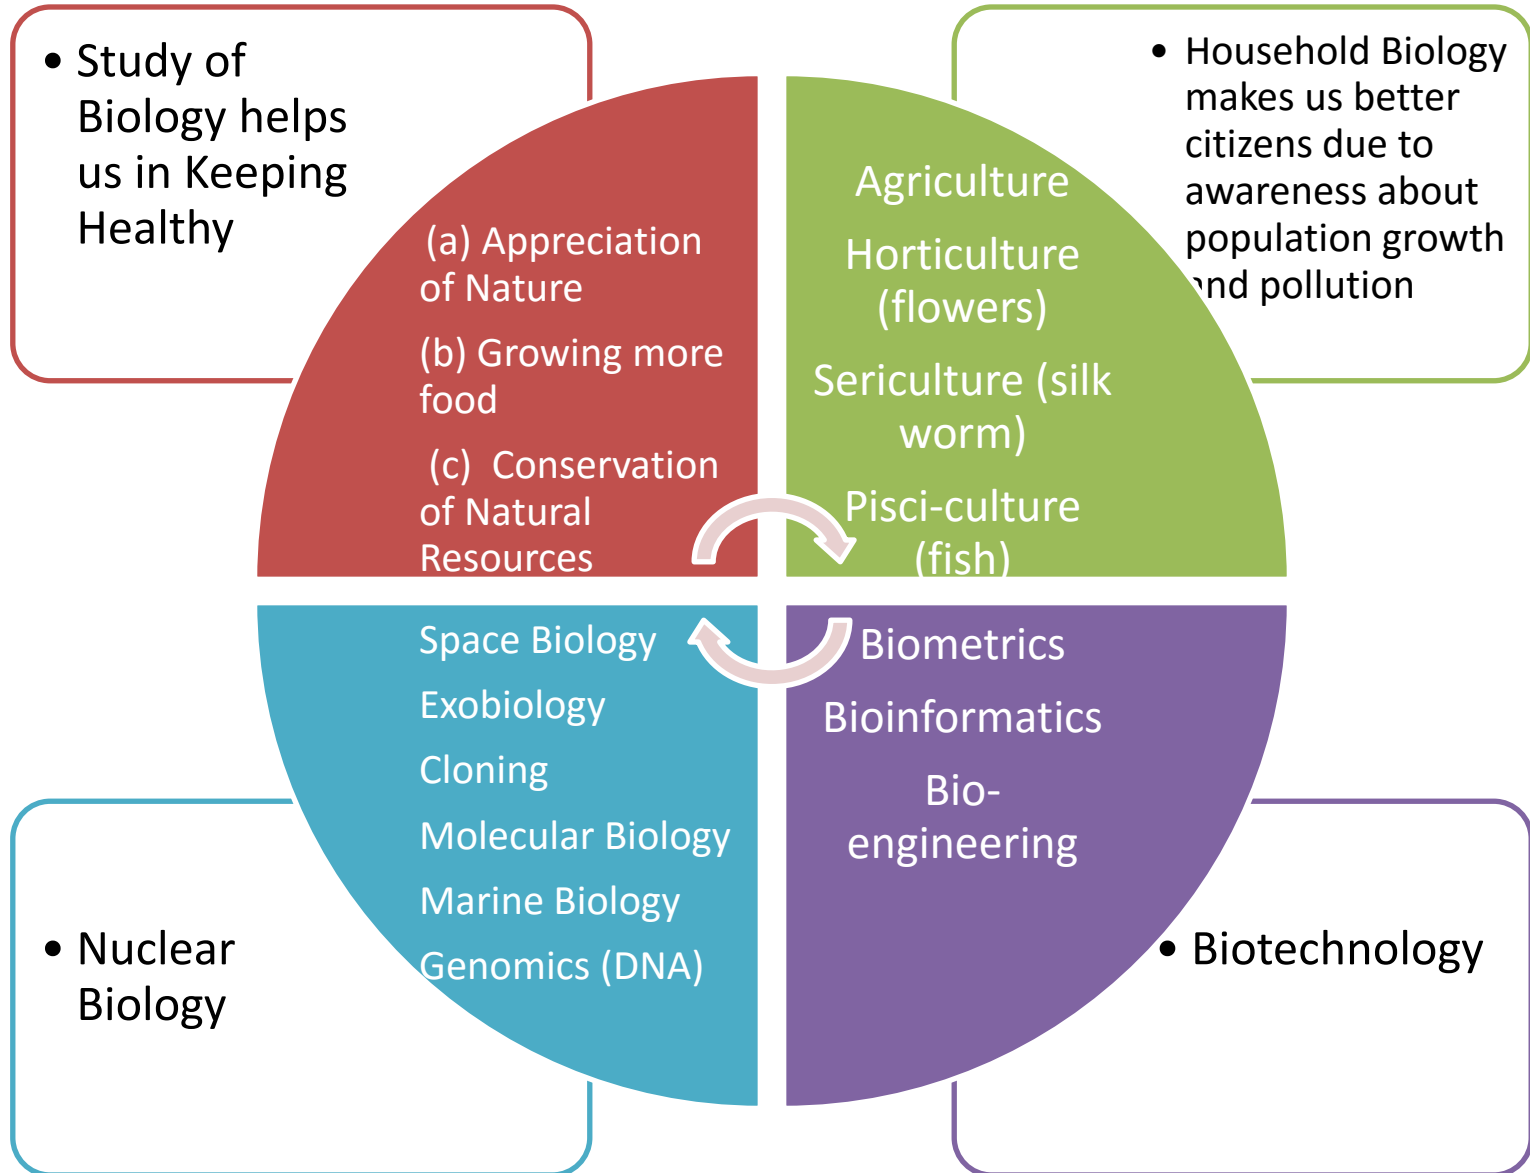 • Study of
Biology helps
us in Keeping
Healthy
(a) Appreciation
of Nature
(b) Growing more
food
(c) Conservation
of Natural
Resources
• Household Biology
makes us better
citizens due to
awareness about
population growth
and pollution
Agriculture
Horticulture
(flowers)
Sericulture (silk
worm)
Pisci-culture
(fish)
Space Biology
Exobiology
Cloning
Molecular Biology
Marine Biology
Genomics (DNA)
• Nuclear
Biology
Biometrics
Bioinformatics
Bio-
engineering
• Biotechnology